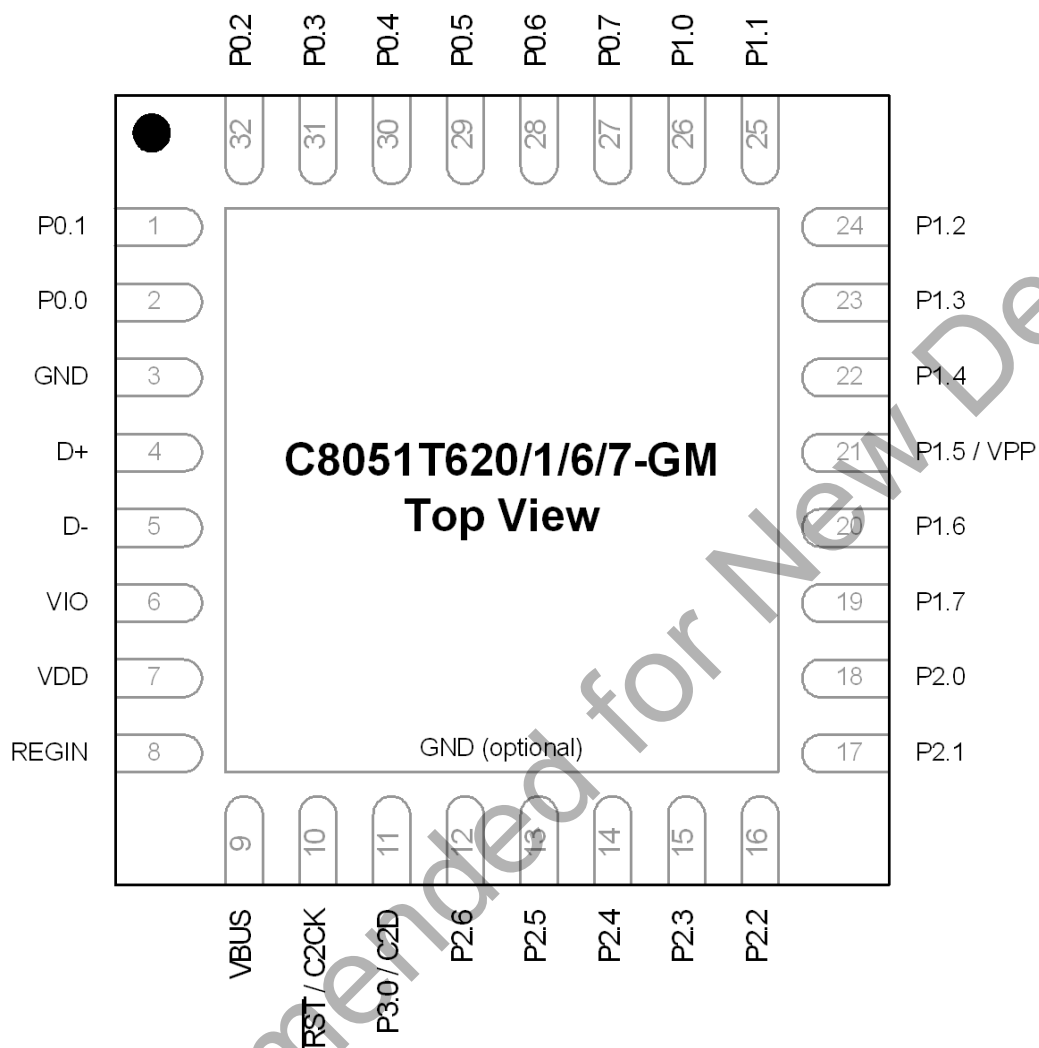 P0.2 P0.3 P0.4 P0.5 P0.6 P0.7 P1.0 P1.1
32 31 30 29 28 27 26 25
P0.1 1 24 P1.2
P0.0 2 23 P1.3
GND 3 22 P1.4
D+ 4 21 P1.5 / VPP
D- 5 20 P1.6
VIO 6 19 P1.7
VDD 7 18 P2.0
REGIN 8 17 P2.1
C8051T620/1/6/7-GM
Top View
GND (optional)
9 10 11 12 13 14 15 16
VBUS RST / C2CK P3.0 / C2D P2.6 P2.5 P2.4 P2.3 P2.2
for New